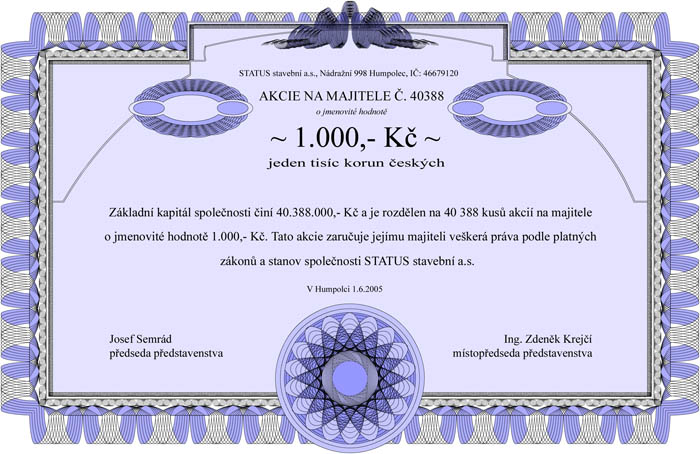 STATUS stavební a.s., Nádražní 998 Humpolec, IČ: 46679120
AKCIE NA MAJITELE Č. 40388
o jmenovité hodnotě
~ 1.000,- Kč ~
jeden tisíc korun českých
Základní kapitál společnosti činí 40.388.000,- Kč a je rozdělen na 40 388 kusů akcií na majitele
o jmenovité hodnotě 1.000,- Kč. Tato akcie zaručuje jejímu majiteli veškerá práva podle platných
zákonů a stanov společnosti STATUS stavební a.s.
V Humpolci 1.6.2005
Josef Semrád
předseda představenstva
Ing. Zdeněk Krejčí
místopředseda představenstva